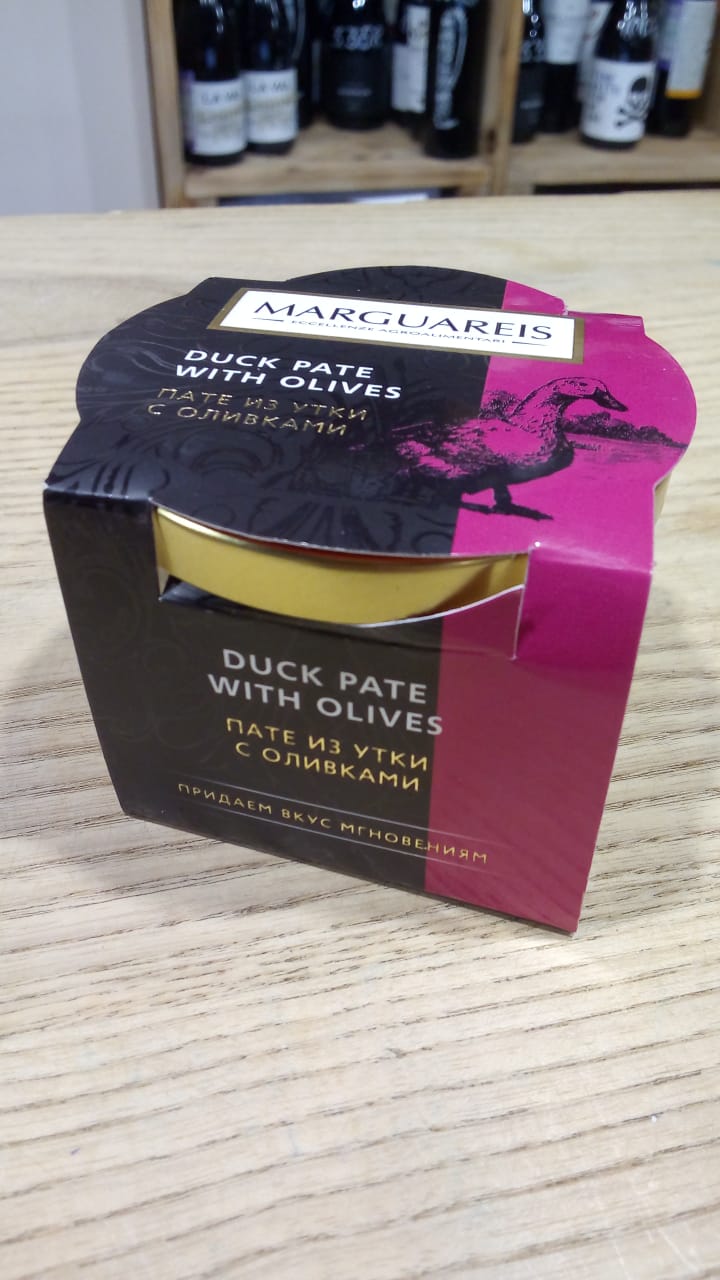 MARGUAREIS
ECCELLENZE AGROALIMENTARI
DUCK PATE
WITH OLIVES
ПАТЕ ИЗ УТКИ
С ОЛИВКАМИ
DUCK PATE
WITH OLIVES
ПАТЕ ИЗ УТКИ
С ОЛИВКАМИ
ПРИДАЕМ ВКУС МГНОВЕНИЯМ